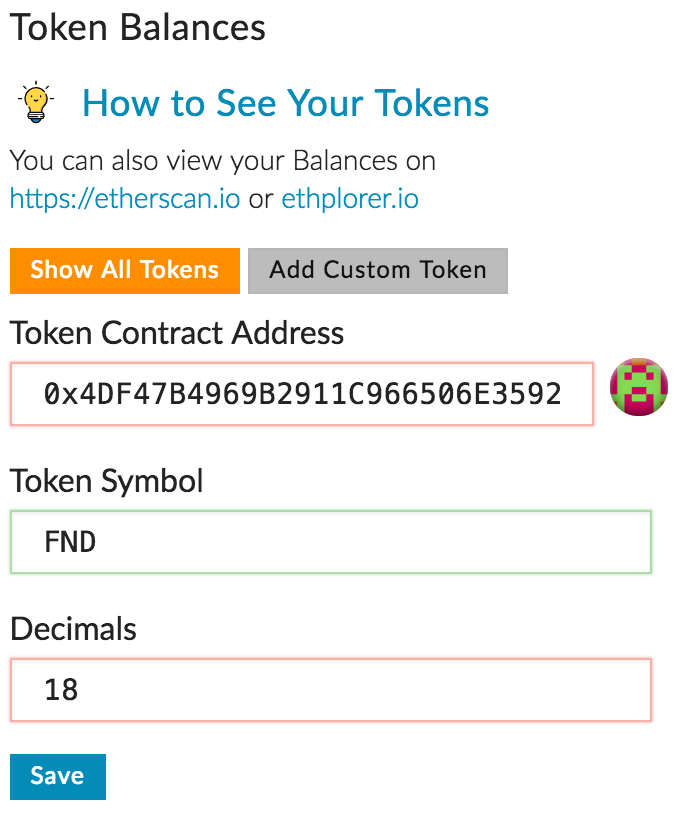 Token Balances
How to See Your Tokens
You can also view your Balances on
https://etherscan.io or ethplorer.io
Show All Tokens
Add Custom Token
Token Contract Address
0x4DF47B4969B2911C966506E3592
Token Symbol
FND
Decimals
18
Save